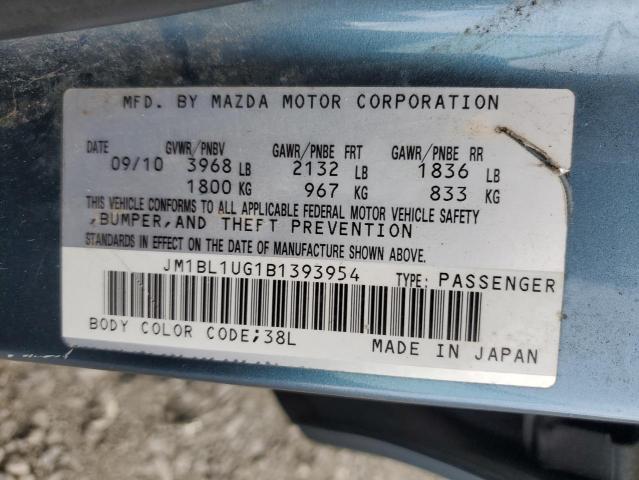 MFD. BY MAZDA MOTOR CORPORATION
DATE GVWR/PNBV GAWR/PNBE FRT GAWR/PNBE RR
09/10 3968 LB 2132 LB 1836 LB
1800 KG 967 KG 833 KG
THIS VEHICLE CONFORMS TO ALL APPLICABLE FEDERAL MOTOR VEHICLE SAFETY
,BUMPER,AND THEFT PREVENTION
STANDARDS IN EFFECT ON THE DATE OF MANUFACTURE SHOWN ABOVE.
JM1BL1UG1B1393954 TYPE: PASSENGER
BODY COLOR CODE;38L
MADE IN JAPAN